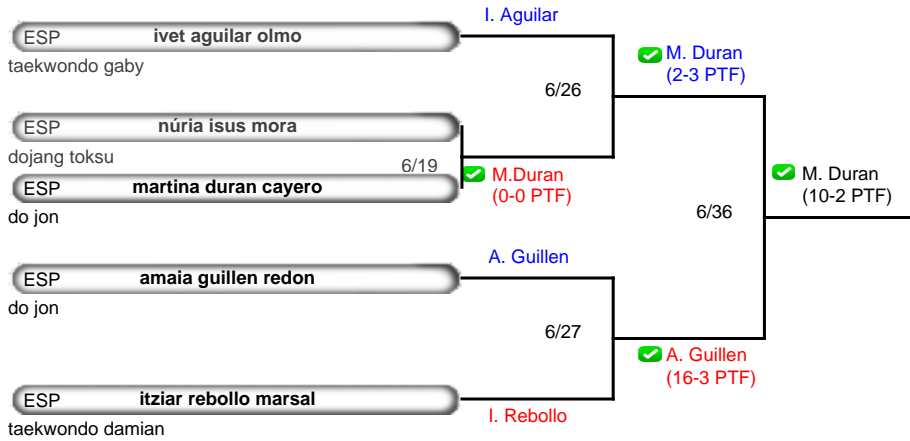 I. Aguilar
ESP ivet aguilar olmo
taekwondo gaby
M. Duran
(2-3 PTF)
6/26
ESP núria isus mora
dojang toksu
6/19
ESP martina duran cayero
do jon
M.Duran
(0-0 PTF)
M. Duran
(10-2 PTF)
6/36
A. Guillen
ESP amaia guillen redon
do jon
6/27
A. Guillen
(16-3 PTF)
ESP itziar rebollo marsal
I. Rebollo
taekwondo damian